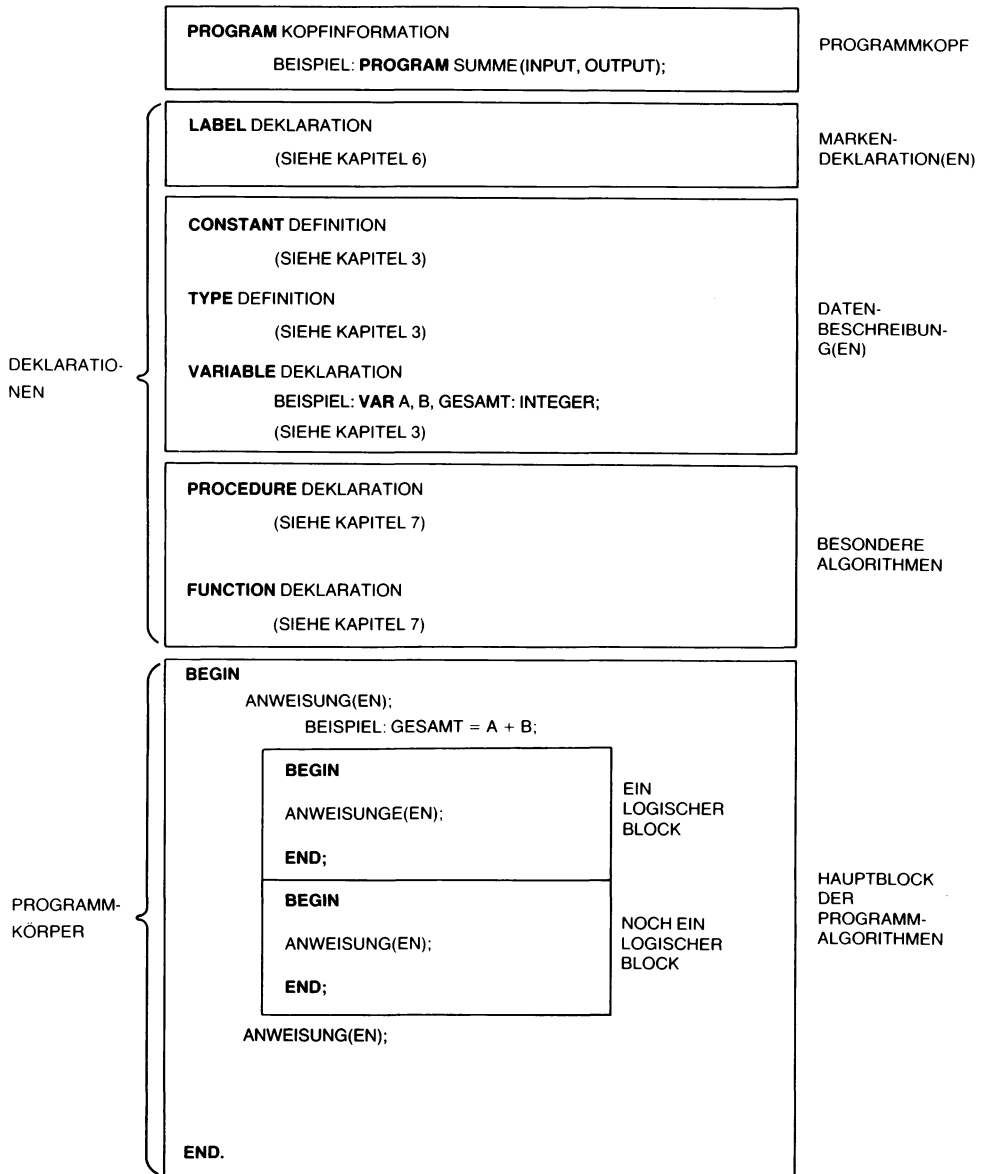 PROGRAM KOPFINFORMATION
BEISPIEL: PROGRAM SUMME(INPUT, OUTPUT);
PROGRAMMKOPF
LABEL DEKLARATION
(SIEHE KAPITEL 6)
MARKEN-
DEKLARATION(EN)
CONSTANT DEFINITION
(SIEHE KAPITEL 3)
TYPE DEFINITION
(SIEHE KAPITEL 3)
VARIABLE DEKLARATION
BEISPIEL: VAR A, B, GESAMT: INTEGER;
(SIEHE KAPITEL 3)
DATEN-
BESCHREIBUN-
G(EN)
DEKLARATIO-
NEN
PROCEDURE DEKLARATION
(SIEHE KAPITEL 7)
FUNCTION DEKLARATION
(SIEHE KAPITEL 7)
BESONDERE
ALGORITHMEN
BEGIN
ANWEISUNG(EN);
BEISPIEL: GESAMT = A + B;
BEGIN
ANWEISUNGE(EN);
END;
EIN
LOGISCHER
BLOCK
BEGIN
ANWEISUNG(EN);
END;
NOCH EIN
LOGISCHER
BLOCK
ANWEISUNG(EN);
END.
PROGRAMM-
KÖRPER
HAUPTBLOCK
DER
PROGRAMM-
ALGORITHMEN